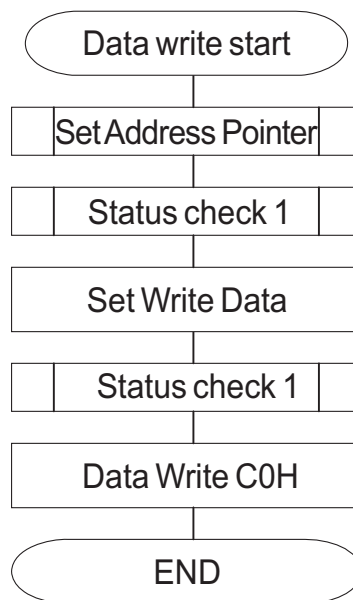 Data write start
Set Address Pointer
Status check 1
Set Write Data
Status check 1
Data Write C0H
END